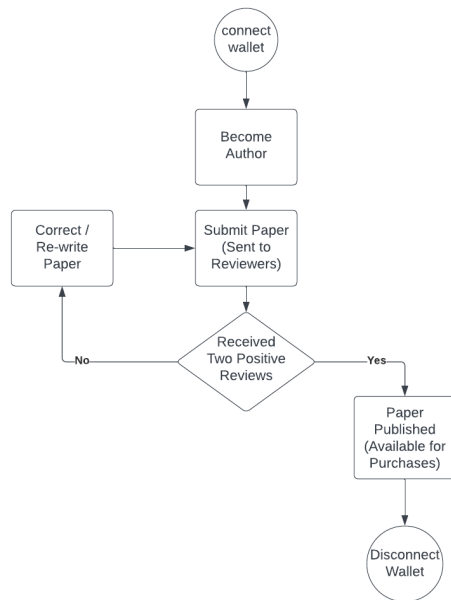 connect
wallet
Become
Author
Correct /
Re-write
Paper
Submit Paper
(Sent to
Reviewers)
Received
Two Positive
Reviews
No
Yes
Paper
Published
(Available for
Purchases)
Disconnect
Wallet